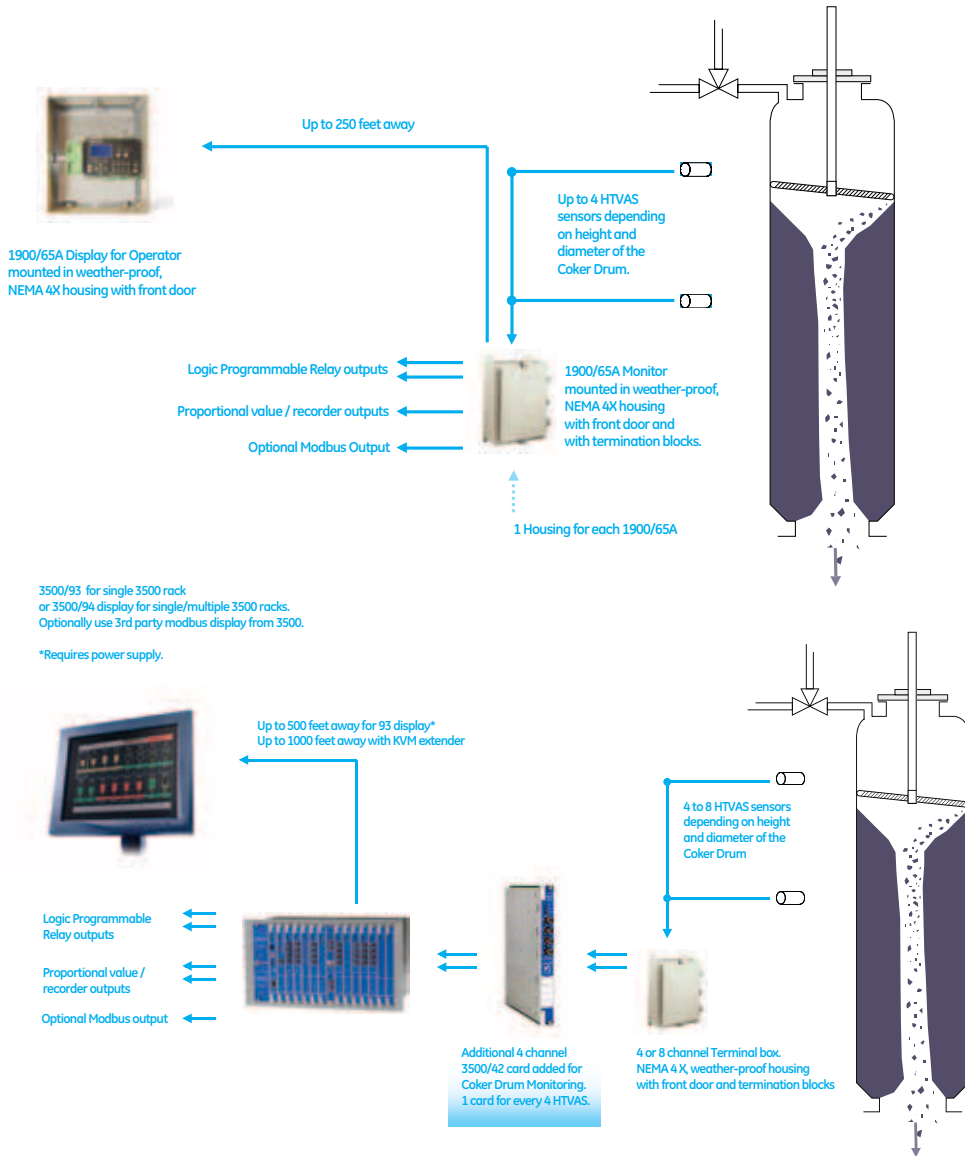 Up to 250 feet away
1900/65A Display for Operator
mounted in weather-proof,
NEMA 4X housing with front door
Up to 4 HTVAS
sensors depending
on height and
diameter of the
Coker Drum.
Logic Programmable Relay outputs
Proportional value / recorder outputs
Optional Modbus Output
1900/65A Monitor
mounted in weather-proof,
NEMA 4X housing
with front door and
with termination blocks.
1 Housing for each 1900/65A
3500/93  for single 3500 rack
or 3500/94 display for single/multiple 3500 racks.
Optionally use 3rd party modbus display from 3500.
*Requires power supply.
Up to 500 feet away for 93 display*
Up to 1000 feet away with KVM extender
4 to 8 HTVAS sensors
depending on height
and diameter of the
Coker Drum
Logic Programmable
Relay outputs
Proportional value /
recorder outputs
Optional Modbus output
Additional 4 channel
3500/42 card added for
Coker Drum Monitoring.
1 card for every 4 HTVAS.
4 or 8 channel Terminal box.
NEMA 4 X, weather-proof housing
with front door and termination blocks